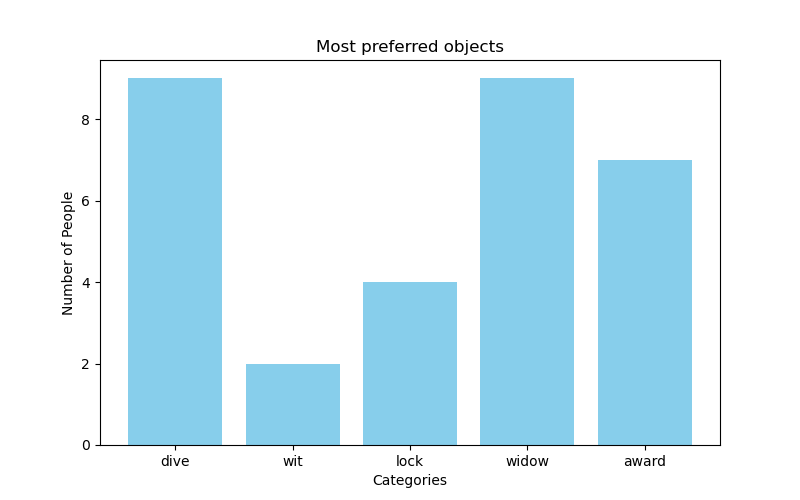 Most preferred objects
Number of People
8
6
4
2
0
dive wit lock widow award
Categories